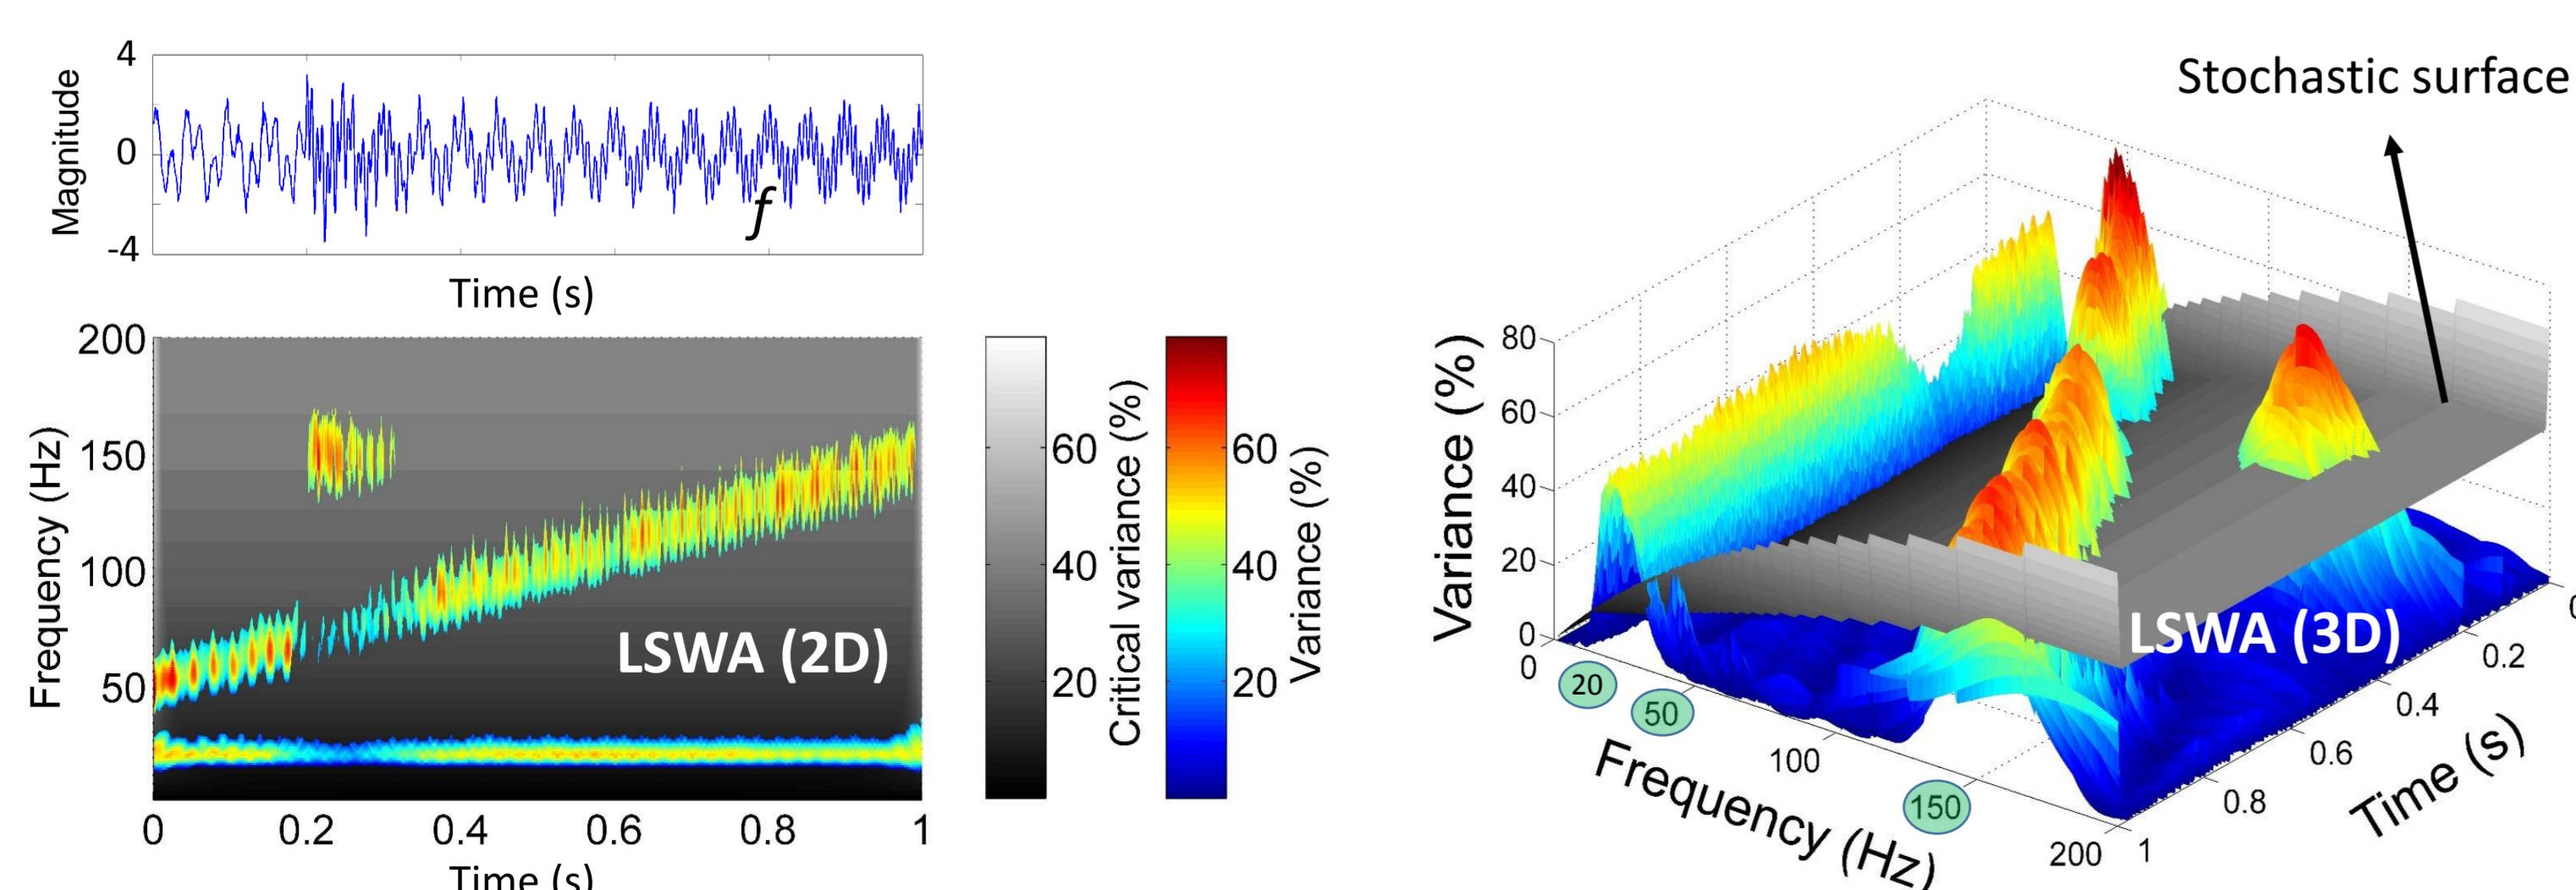 4
0
-4
Magnitude
f
Time (s)
200
150
100
50
Frequency (Hz)
LSWA (2D)
0 0.2 0.4 0.6 0.8 1
Time (s)
60
40
20
Critical variance (%)
60
40
20
Variance (%)
Stochastic surface
80
60
40
20
0
Variance (%)
0 20 50 100 150 200
Frequency (Hz)
LSWA (3D)
0.2
0.4
0.6
0.8
1
Time (s)